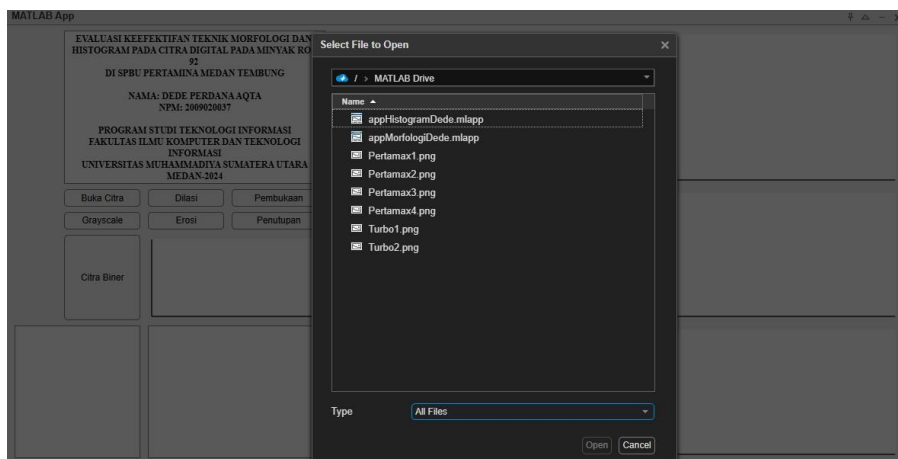 MATLAB App
EVALUASI KEEFEKTIFAN TEKNIK MORFOLOGI DAN
HISTOGRAM PADA CITRA DIGITAL PADA MINYAK RO
92
DI SPBU PERTAMINA MEDAN TEMBUNG
NAMA: DEDE PERDANA AQTA
NPM: 2009020037
PROGRAM STUDI TEKNOLOGI INFORMASI
FAKULTAS ILMU KOMPUTER DAN TEKNOLOGI
INFORMASI
UNIVERSITAS MUHAMMADIYA SUMATERA UTARA
MEDAN-2024
Buka Citra
Dilasi
Pembukaan
Grayscale
Erosi
Penutupan
Citra Biner
Select File to Open
/ > MATLAB Drive
Name
appHistogramDede.mlapp
appMorfologiDede.mlapp
Pertamax1.png
Pertamax2.png
Pertamax3.png
Pertamax4.png
Turbo1.png
Turbo2.png
Type
All Files
Open
Cancel